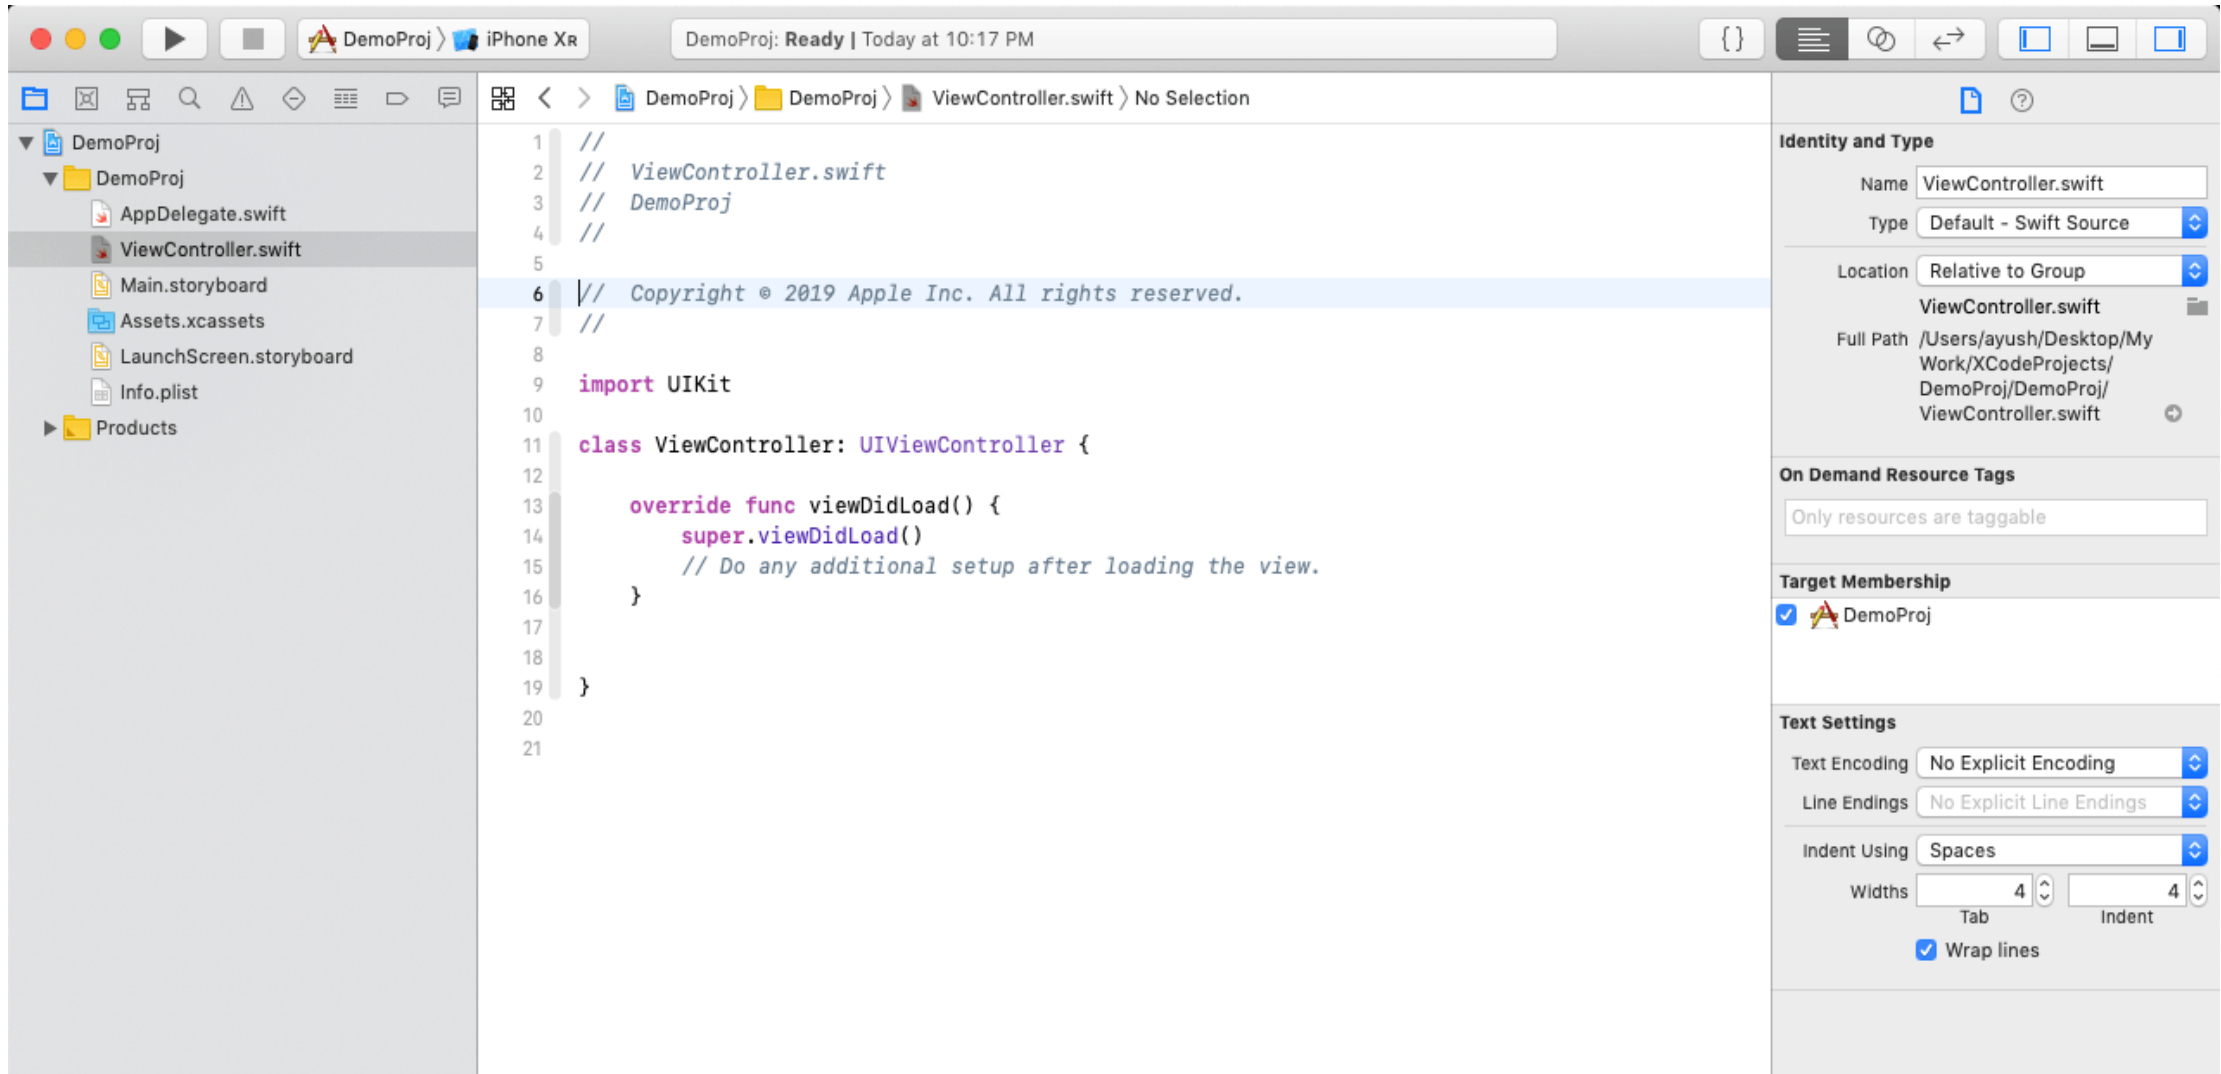 DemoProj 〉 iPhone Xʀ
DemoProj: Ready | Today at 10:17 PM
{ }
DemoProj 〉 DemoProj 〉 ViewController.swift 〉 No Selection
DemoProj
DemoProj
AppDelegate.swift
ViewController.swift
Main.storyboard
Assets.xcassets
LaunchScreen.storyboard
Info.plist
Products
1 //
2 //  ViewController.swift
3 //  DemoProj
4 //
5
6 //  Copyright © 2019 Apple Inc. All rights reserved.
7 //
8
9 import UIKit
10
11 class ViewController: UIViewController {
12
13     override func viewDidLoad() {
14         super.viewDidLoad()
15         // Do any additional setup after loading the view.
16     }
17
18
19 }
20
21
Identity and Type
Name ViewController.swift
Type Default - Swift Source
Location Relative to Group
ViewController.swift
Full Path /Users/ayush/Desktop/My
Work/XCodeProjects/
DemoProj/DemoProj/
ViewController.swift
On Demand Resource Tags
Only resources are taggable
Target Membership
DemoProj
Text Settings
Text Encoding No Explicit Encoding
Line Endings No Explicit Line Endings
Indent Using Spaces
Widths 4 4
Tab Indent
Wrap lines